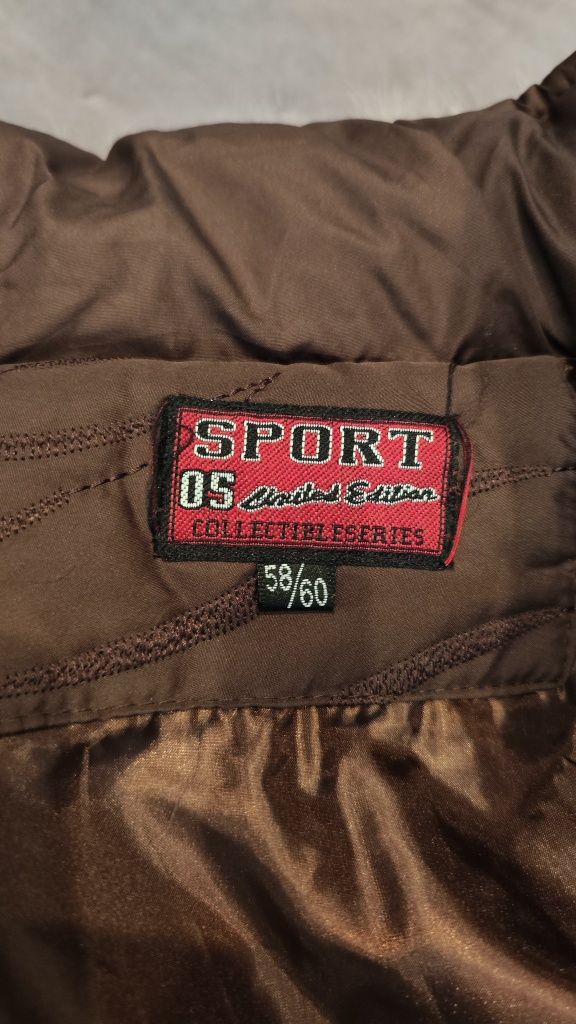 SPORT
05 Limited Edition
COLLECTIBLESERIES
58/60